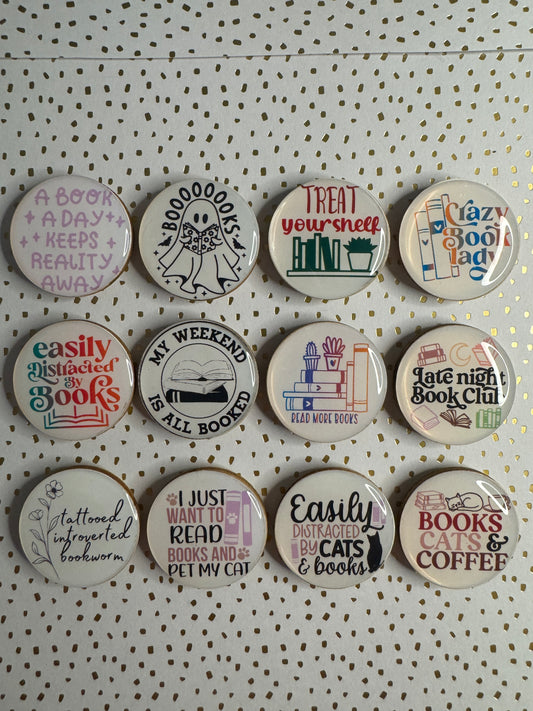 A BOOK
A DAY
KEEPS
REALITY
AWAY
BOOOOOOOKS
TREAT
yourshelf
Crazy
Book
lady
easily
Distracted
By
Books
MY WEEKEND
IS ALL BOOKED
READ MORE BOOKS
Late night
Book Club
tattooed
introverted
bookworm
I JUST
WANT TO
READ
BOOKS AND
PET MY CAT
Easily
DISTRACTED
BY CATS
& books
BOOKS
CATS &
COFFEE